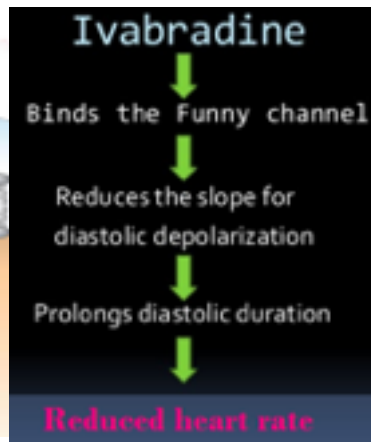 Ivabradine
Binds the Funny channel
Reduces the slope for
diastolic depolarization
Prolongs diastolic duration
Reduced heart rate